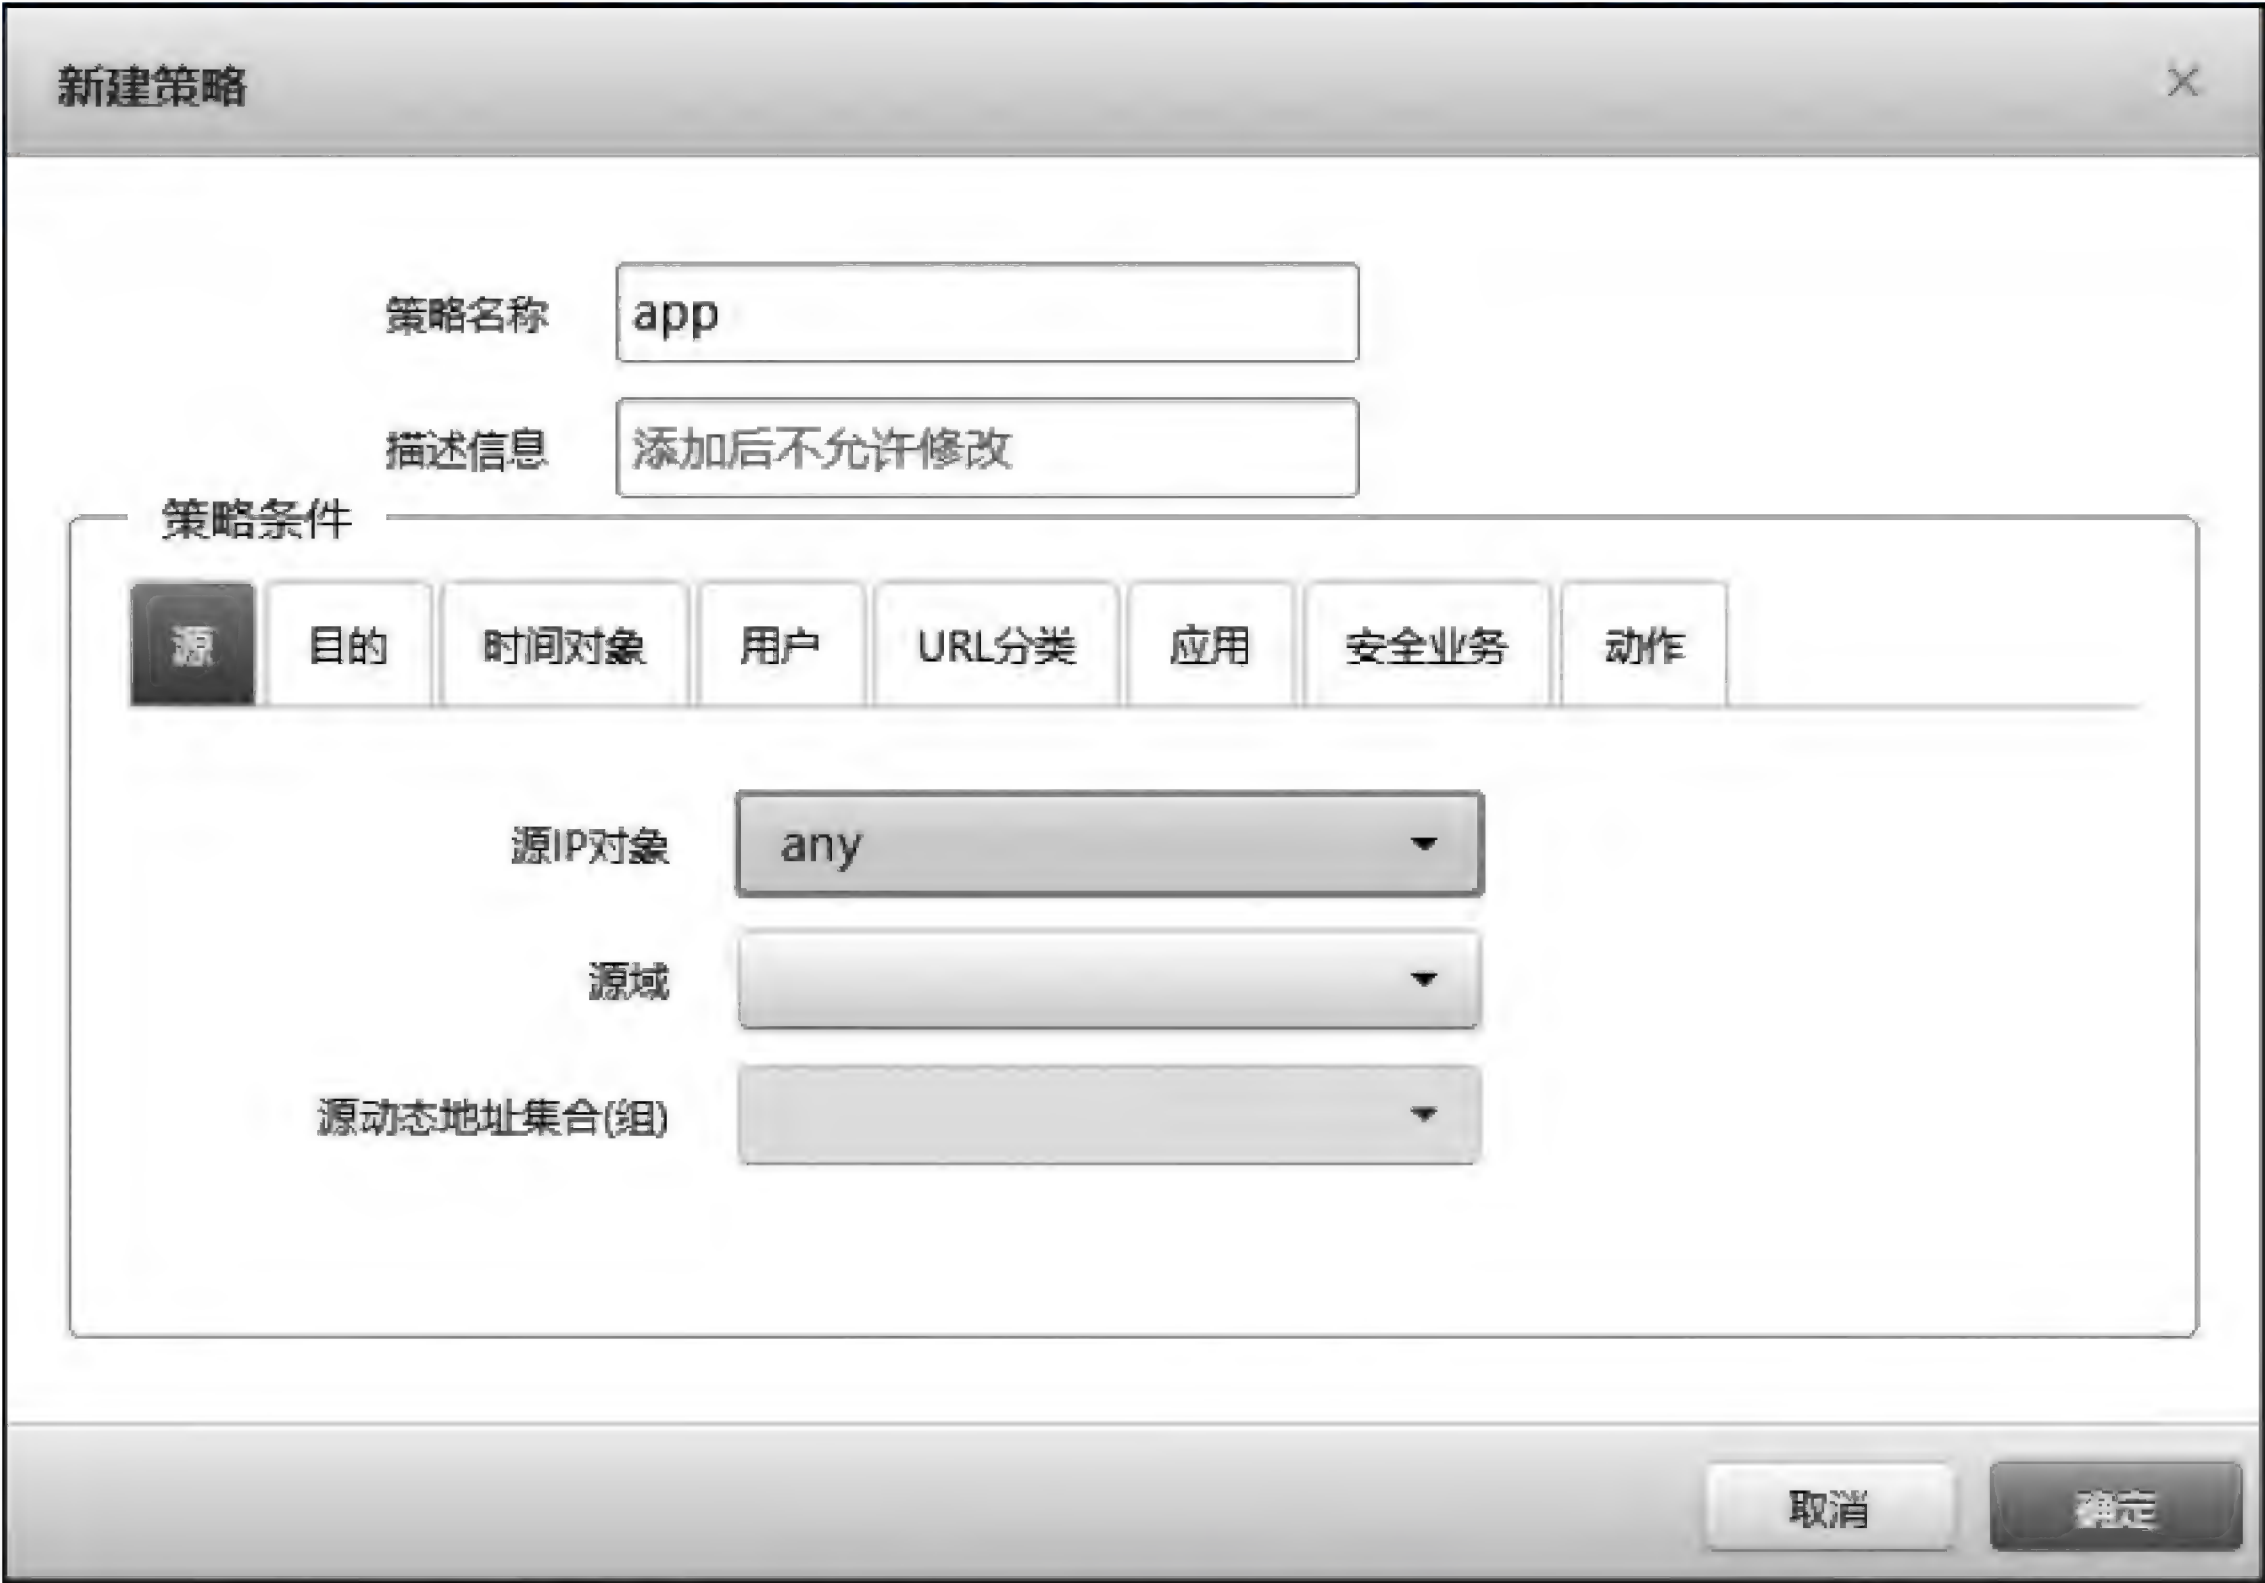 新建策略
策略名称 app
描述信息 添加后不允许修改
策略条件
源 目的 时间对象 用户 URL分类 应用 安全业务 动作
源IP对象 any
源域
源动态地址集合(组)
取消 确定